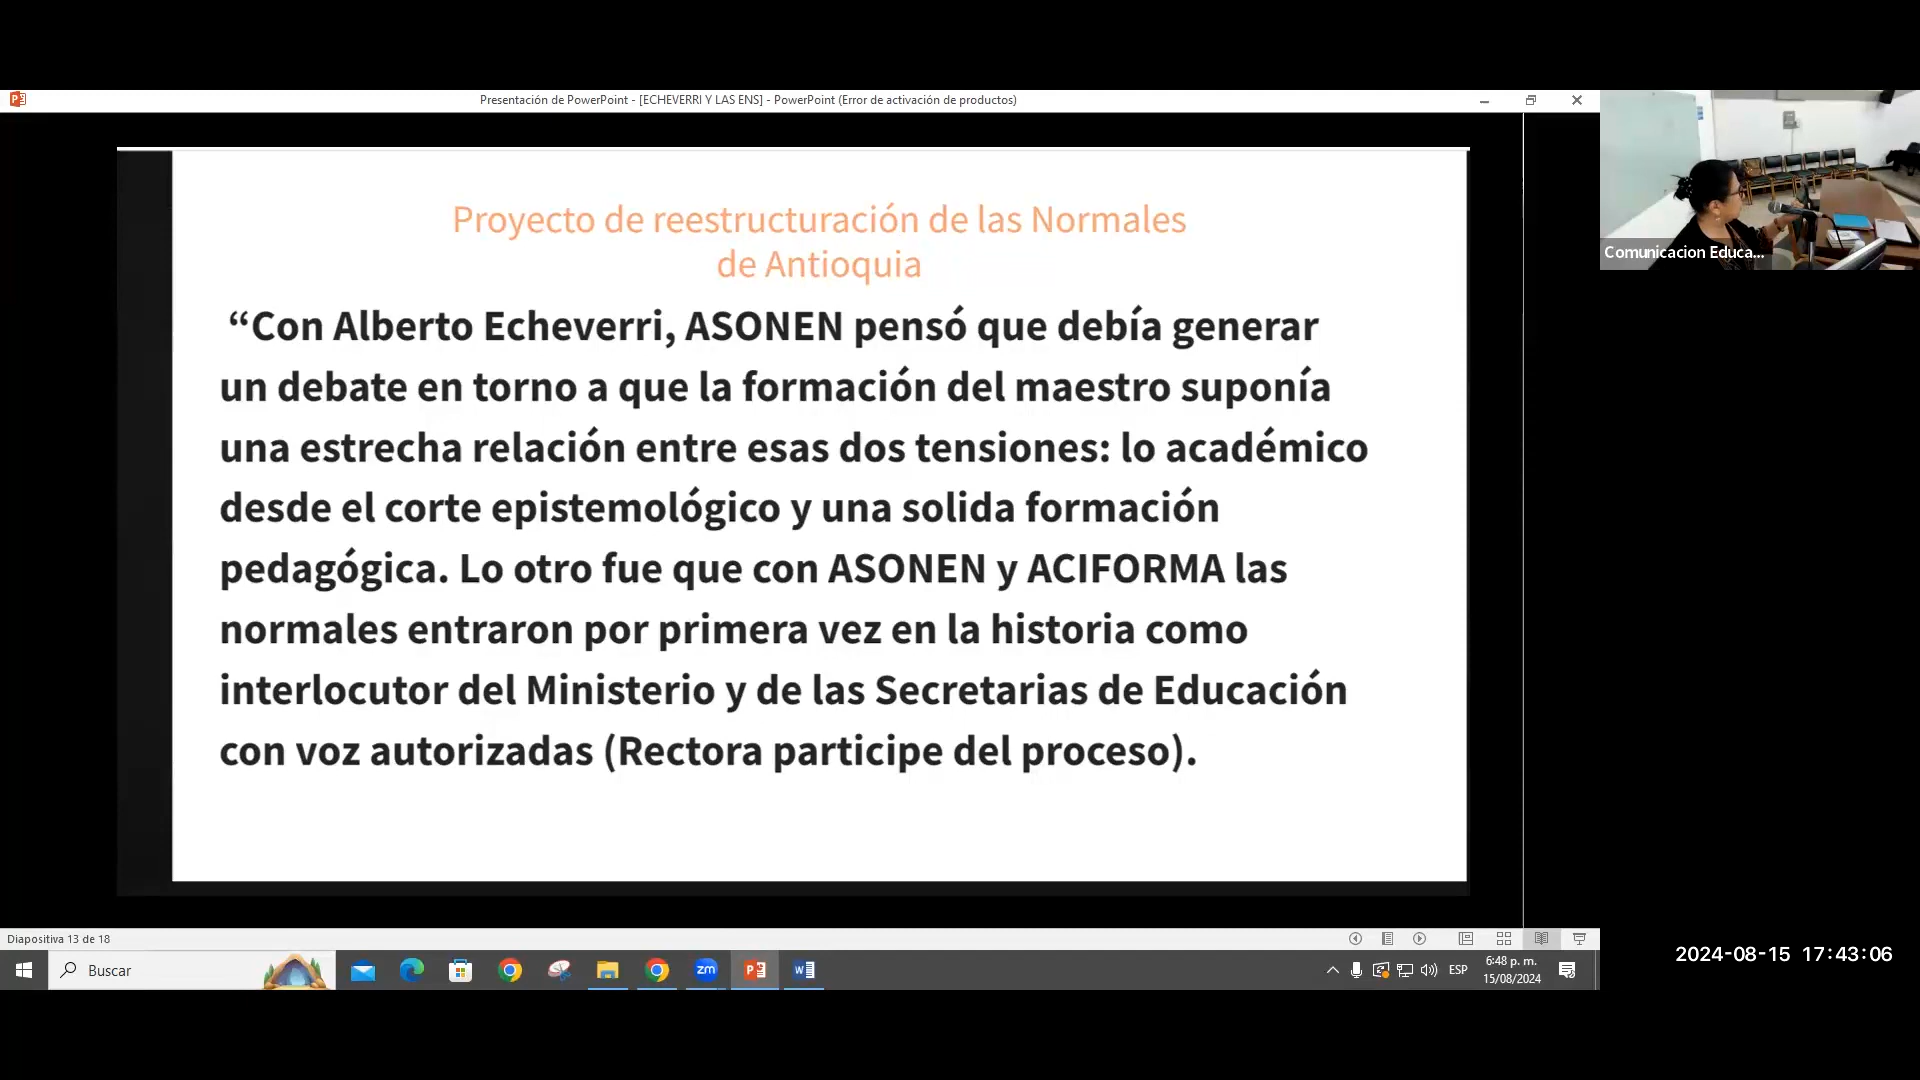 Presentación de PowerPoint - [ECHEVERRI Y LAS ENS] - PowerPoint (Error de activación de productos)
Comunicacion Educa...
Proyecto de reestructuración de las Normales
de Antioquia
“Con Alberto Echeverri, ASONEN pensó que debía generar
un debate en torno a que la formación del maestro suponía
una estrecha relación entre esas dos tensiones: lo académico
desde el corte epistemológico y una solida formación
pedagógica. Lo otro fue que con ASONEN y ACIFORMA las
normales entraron por primera vez en la historia como
interlocutor del Ministerio y de las Secretarias de Educación
con voz autorizadas (Rectora participe del proceso).
Diapositiva 13 de 18
Buscar
zm
ESP
6:48 p. m.
15/08/2024
2024-08-15 17:43:06